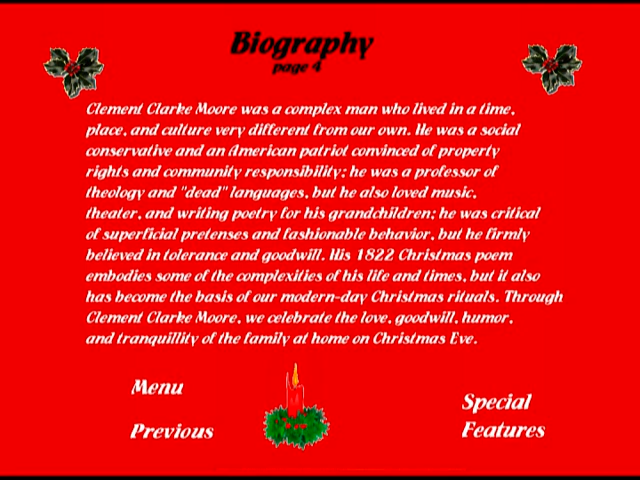 Biography
page 4
Clement Clarke Moore was a complex man who lived in a time,
place, and culture very different from our own. He was a social
conservative and an American patriot convinced of property
rights and community responsibility; he was a professor of
theology and "dead" languages, but he also loved music,
theater, and writing poetry for his grandchildren; he was critical
of superficial pretenses and fashionable behavior, but he firmly
believed in tolerance and goodwill. His 1822 Christmas poem
embodies some of the complexities of his life and times, but it also
has become the basis of our modern-day Christmas rituals. Through
Clement Clarke Moore, we celebrate the love, goodwill, humor,
and tranquillity of the family at home on Christmas Eve.
Menu
Previous
Special
Features